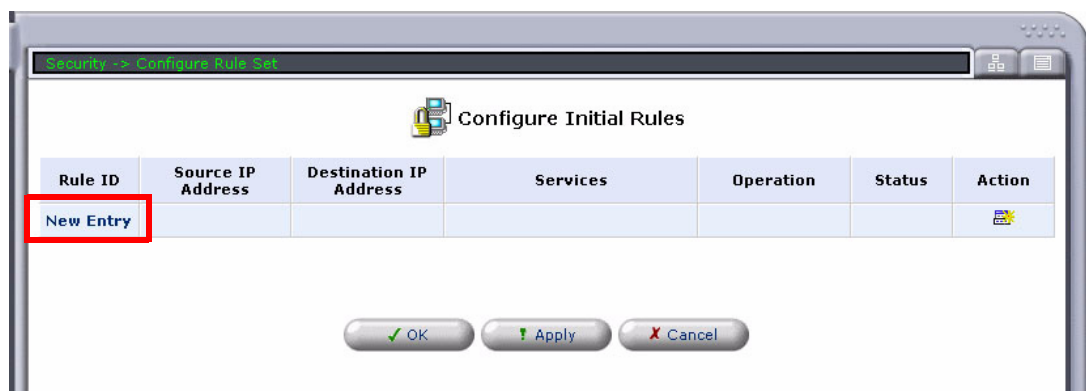 Security -> Configure Rule Set
Configure Initial Rules
Rule ID Source IP Address Destination IP Address Services Operation Status Action
New Entry
OK Apply Cancel